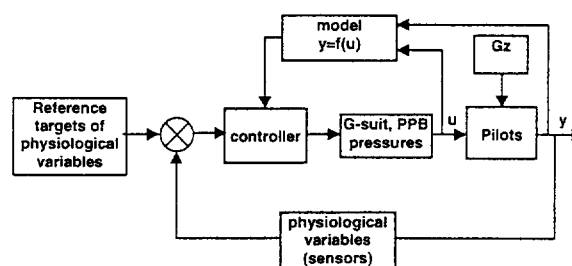 model
y=f(u)
Gz
Reference
targets of
physiological
variables
controller
G-suit, PPB
pressures
u
Pilots
y
physiological
variables
(sensors)